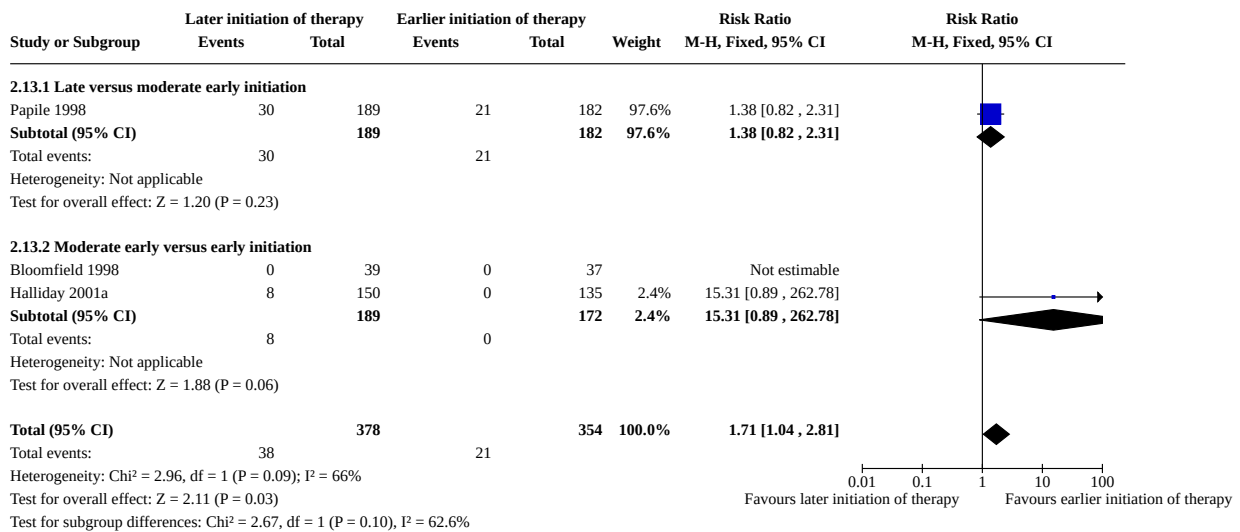 Later initiation of therapy Earlier initiation of therapy Risk Ratio Risk Ratio
Study or Subgroup Events Total Events Total Weight M-H, Fixed, 95% CI M-H, Fixed, 95% CI
2.13.1 Late versus moderate early initiation
Papile 1998 30 189 21 182 97.6% 1.38 [0.82 , 2.31]
Subtotal (95% CI) 189 182 97.6% 1.38 [0.82 , 2.31]
Total events: 30 21
Heterogeneity: Not applicable
Test for overall effect: Z = 1.20 (P = 0.23)
2.13.2 Moderate early versus early initiation
Bloomfield 1998 0 39 0 37 Not estimable
Halliday 2001a 8 150 0 135 2.4% 15.31 [0.89 , 262.78]
Subtotal (95% CI) 189 172 2.4% 15.31 [0.89 , 262.78]
Total events: 8 0
Heterogeneity: Not applicable
Test for overall effect: Z = 1.88 (P = 0.06)
Total (95% CI) 378 354 100.0% 1.71 [1.04 , 2.81]
Total events: 38 21
Heterogeneity: Chi² = 2.96, df = 1 (P = 0.09); I² = 66%
0.01 0.1 1 10 100
Test for overall effect: Z = 2.11 (P = 0.03) Favours later initiation of therapy Favours earlier initiation of therapy
Test for subgroup differences: Chi² = 2.67, df = 1 (P = 0.10), I² = 62.6%